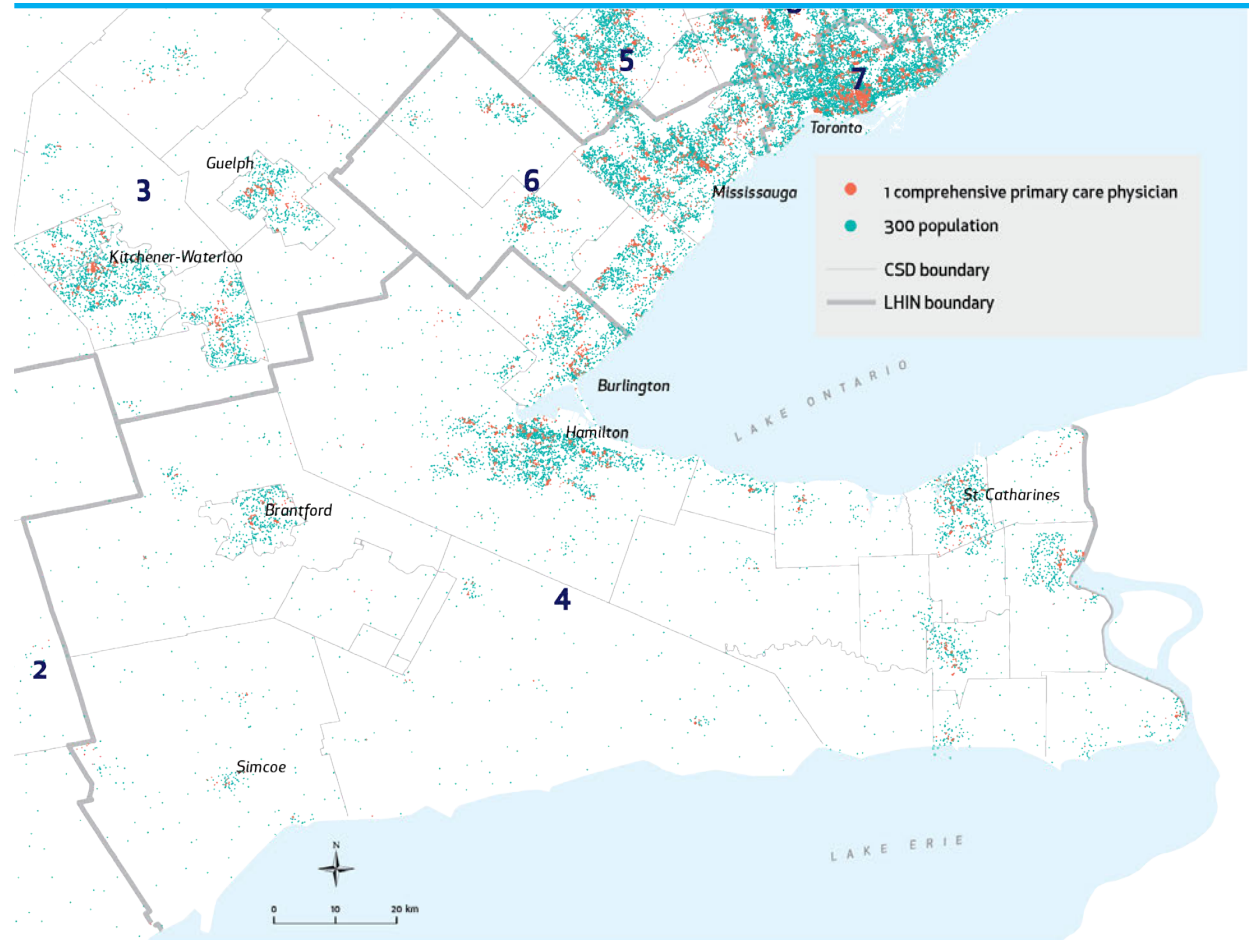 5
7
Toronto
Guelph
3
6
Mississauga
1 comprehensive primary care physician
300 population
CSD boundary
LHIN boundary
Kitchener-Waterloo
Burlington
LAKE ONTARIO
Hamilton
St. Catharines
Brantford
4
2
Simcoe
LAKE ERIE
N
0 10 20 km